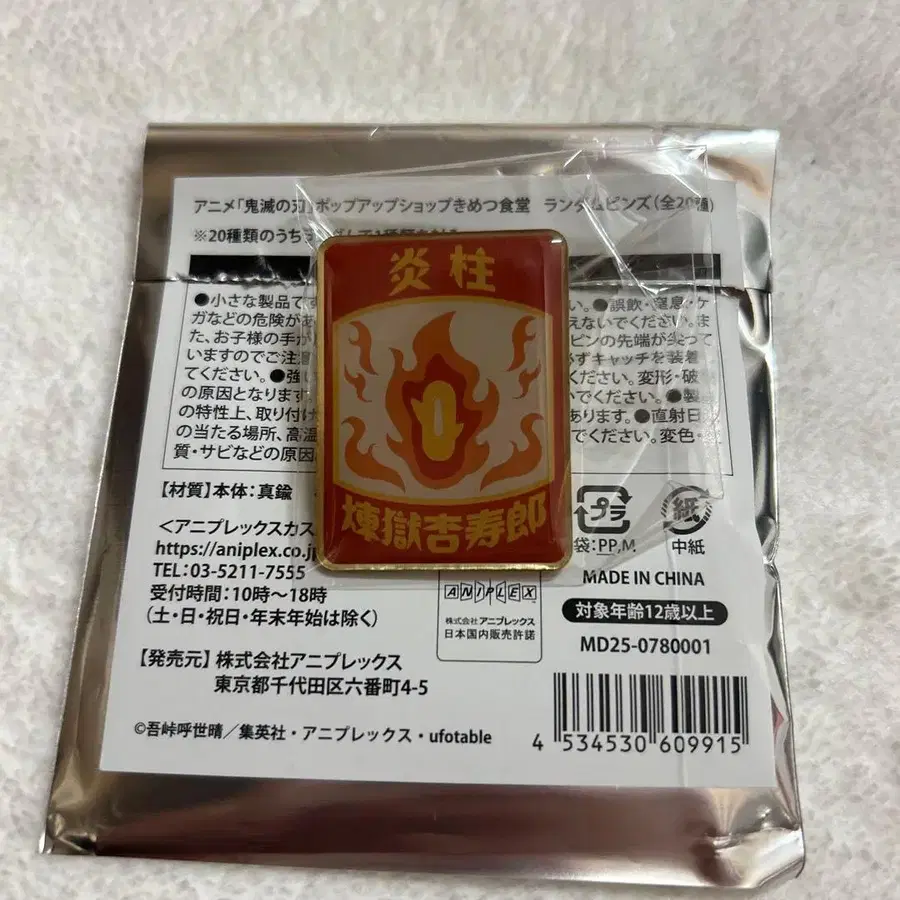 アニメ「鬼滅の刃」ポップアップショップきめつ食堂 ランダムピンズ(全20種)
※20種類のうち
炎柱
煉獄杏寿郎
●小さな製品で
い。●誤飲・窒息・ケ
ガなどの危険が
えないでください。ま
た、お子様の手が
ピンの先端が尖って
いますのでご注
必ずキャッチを装着
てください。●強い
ください。変形・破
の原因となります。
の特性上、取り付け
あります。●直射日
の当たる場所、高温
でください。変色・
質・サビなどの原因
【材質】本体:真鍮
プラ
袋:PP,M
紙
中紙
<アニプレックスカス
https://aniplex.co.jp
TEL:03-5211-7555
受付時間:10時〜18時
(土・日・祝日・年末年始は除く)
ANIPLEX
株式会社アニプレックス
日本国内販売許諾
MADE IN CHINA
対象年齢12歳以上
MD25-0780001
【発売元】株式会社アニプレックス
東京都千代田区六番町4-5
©吾峠呼世晴/集英社・アニプレックス・ufotable
4 534530 609915